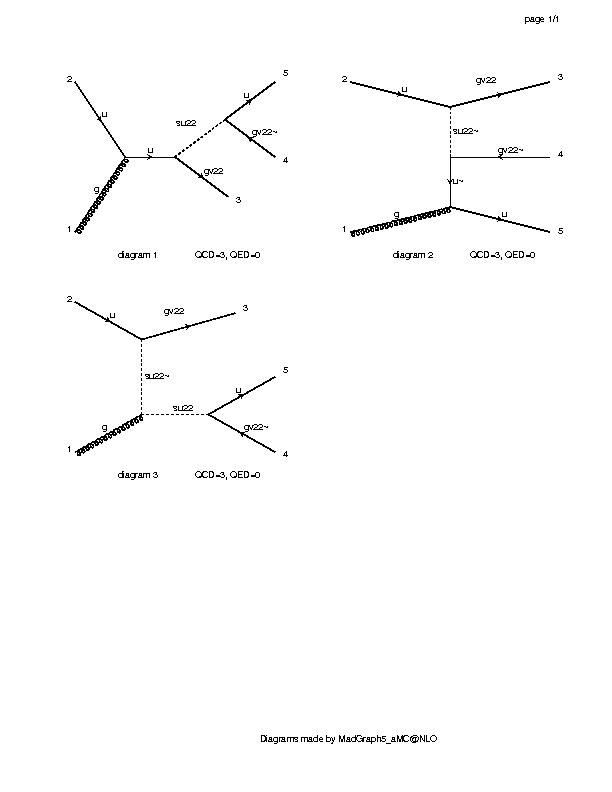 page 1/1
2
u
g
1
u
su22
u
5
gv22~
4
gv22
3
diagram 1 QCD=3, QED=0
2
u
gv22
3
su22~
gv22~
4
u~
g
1
u
5
diagram 2 QCD=3, QED=0
2
u
gv22
3
su22~
g
1
su22
u
5
gv22~
4
diagram 3 QCD=3, QED=0
Diagrams made by MadGraph5_aMC@NLO